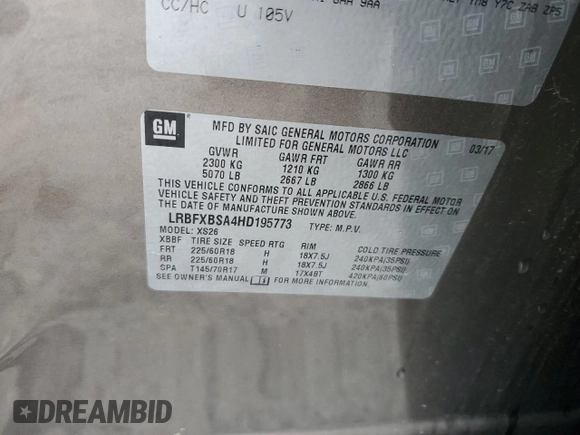 CC/HC U 105V
GM
MFD BY SAIC GENERAL MOTORS CORPORATION
LIMITED FOR GENERAL MOTORS LLC
03/17
GVWR GAWR FRT GAWR RR
2300 KG 1210 KG 1300 KG
5070 LB 2667 LB 2866 LB
THIS VEHICLE CONFORMS TO ALL APPLICABLE U.S. FEDERAL MOTOR
VEHICLE SAFETY AND THEFT PREVENTION STANDARDS IN EFFECT ON
THE DATE OF MANUFACTURE SHOWN ABOVE.
LRBFXBSA4HD195773 TYPE: M.P.V.
MODEL: XS26
XBBF TIRE SIZE SPEED RTG RIM COLD TIRE PRESSURE
FRT 225/60R18 H 18X7.5J 240KPA(35PSI)
RR 225/60R18 H 18X7.5J 240KPA(35PSI)
SPA T145/70R17 M 17X4BT 420KPA(60PSI)
SEE OWNER'S MANUAL FOR MORE INFORMATION
DREAMBID